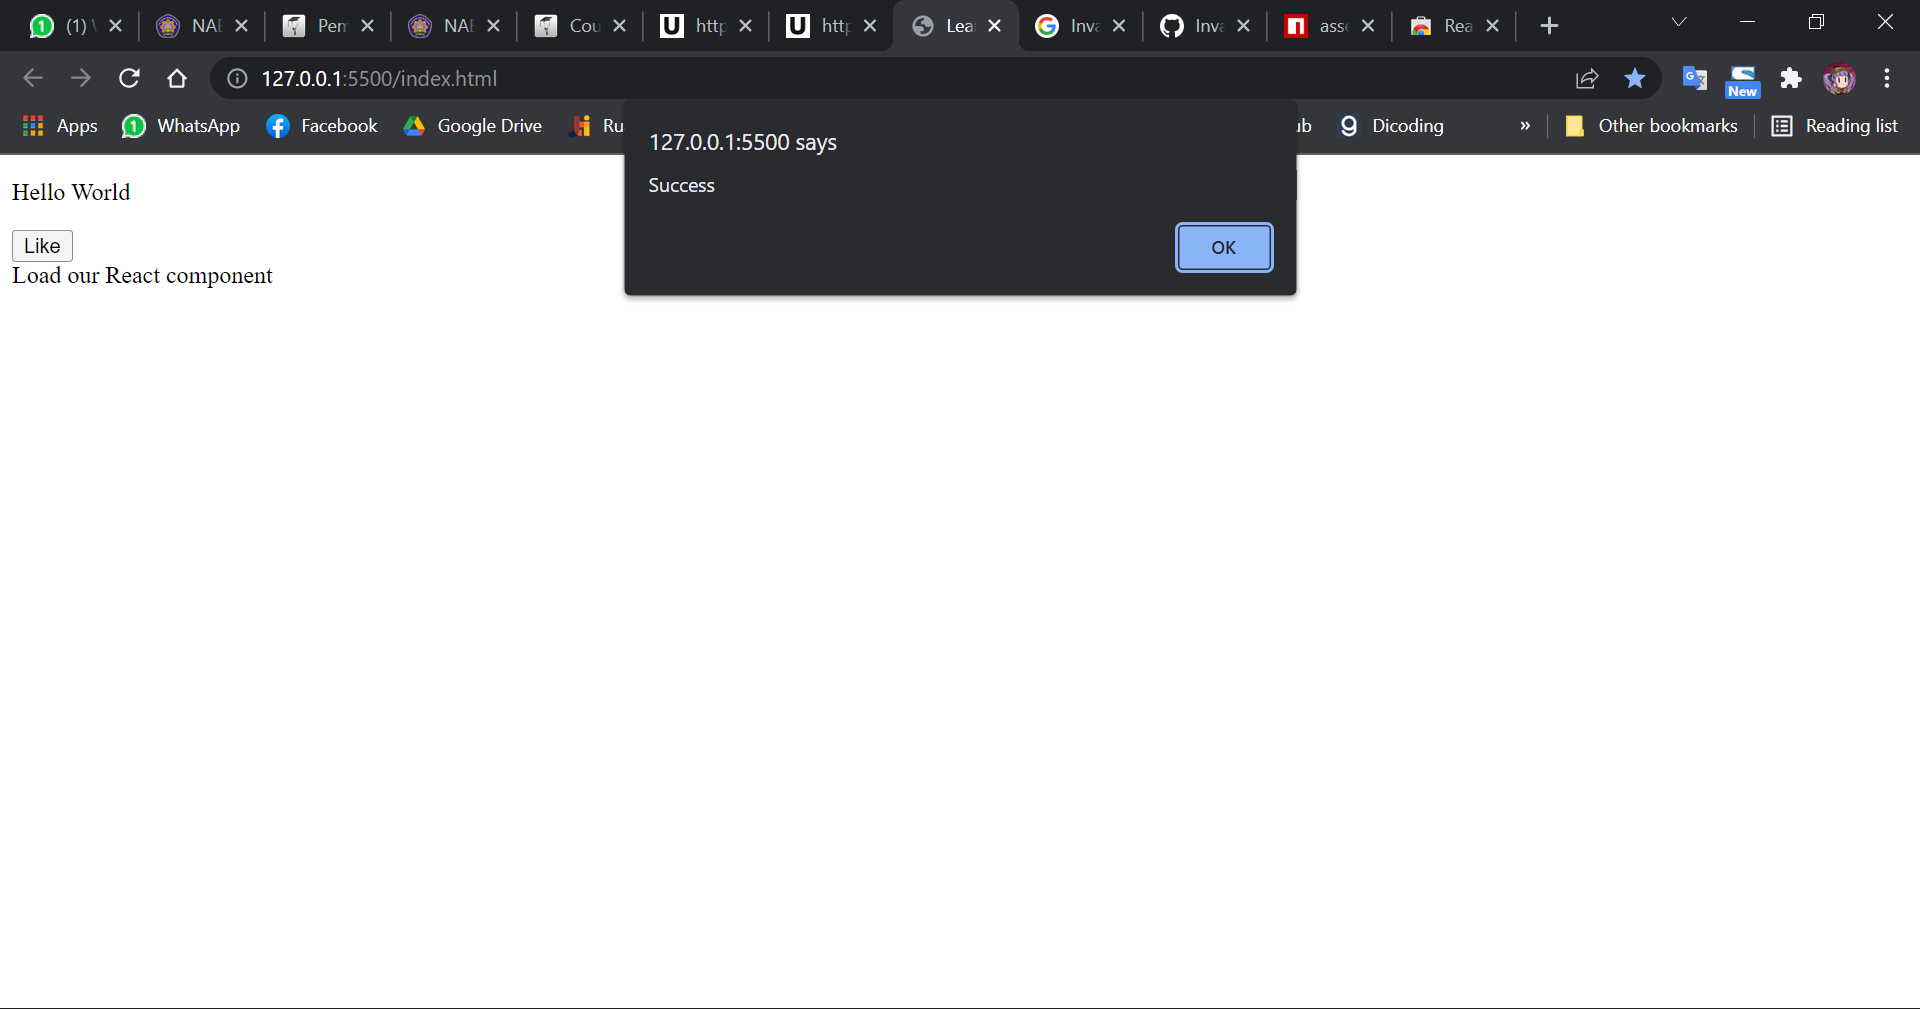 (1) NAI Pem NAI Cou http http Lea Inva Inva asse Rea
127.0.0.1:5500/index.html
New
Apps WhatsApp Facebook Google Drive Ru ub Dicoding » Other bookmarks Reading list
127.0.0.1:5500 says
Success
OK
Hello World
Like
Load our React component